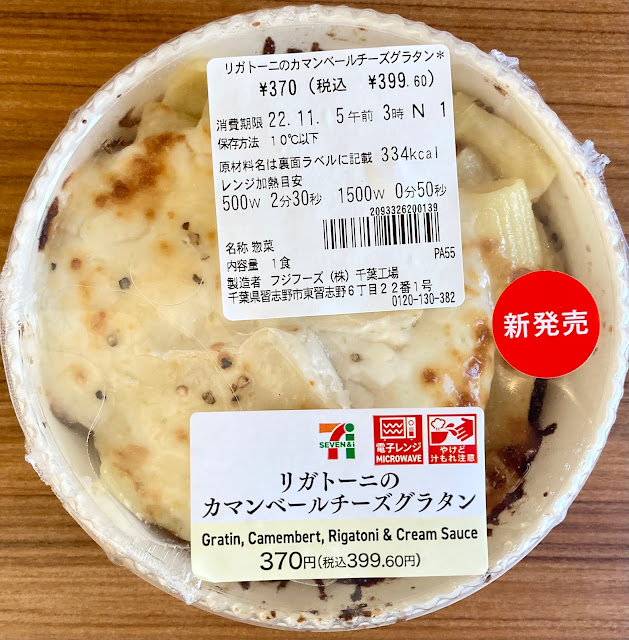 リガトーニのカマンベールチーズグラタン*
¥370 (税込 ¥399.60)
消費期限 22.11. 5午前 3時 N 1
保存方法 10℃以下
原材料名は裏面ラベルに記載 334kcal
レンジ加熱目安
500W 2分30秒 1500W 0分50秒
2093326200139
名称 惣菜
PA55
内容量 1食
製造者 フジフーズ(株)千葉工場
千葉県習志野市東習志野6丁目22番1号
0120-130-382
新発売
7
SEVEN&i
電子レンジ
MICROWAVE
やけど
汁もれ注意
リガトーニの
カマンベールチーズグラタン
Gratin, Camembert, Rigatoni & Cream Sauce
370円(税込399.60円)